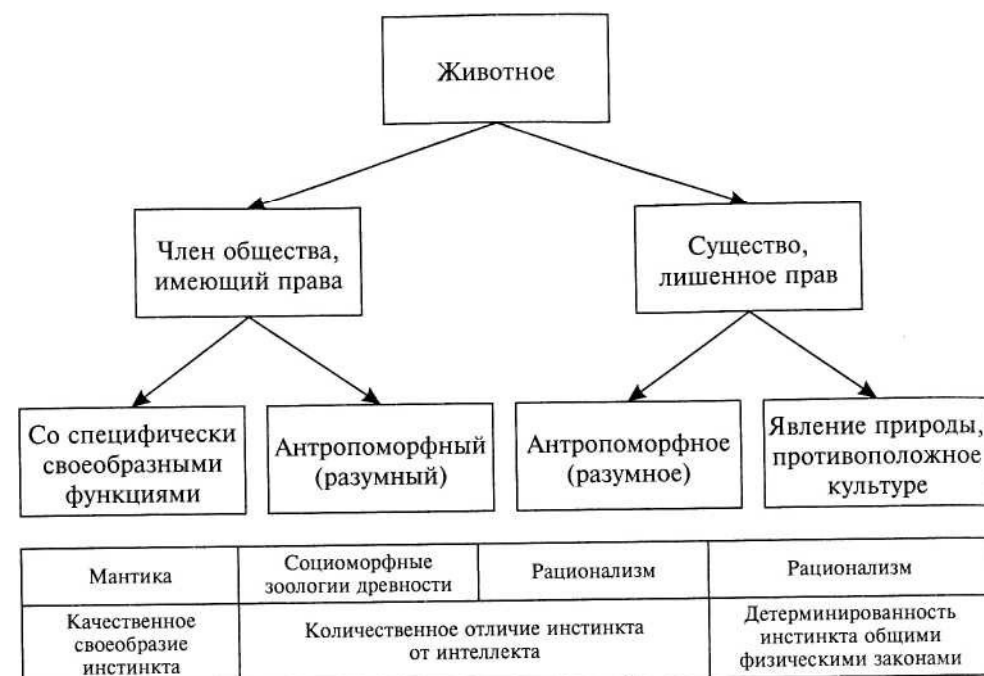 Животное
Член общества,
имеющий права
Существо,
лишенное прав
Со специфически
своеобразными
функциями
Антропоморфный
(разумный)
Антропоморфное
(разумное)
Явление природы,
противоположное
культуре
Мантика
Социоморфные
зоологии древности
Рационализм
Рационализм
Качественное
своеобразие
инстинкта
Количественное отличие инстинкта
от интеллекта
Детерминированность
инстинкта общими
физическими законами